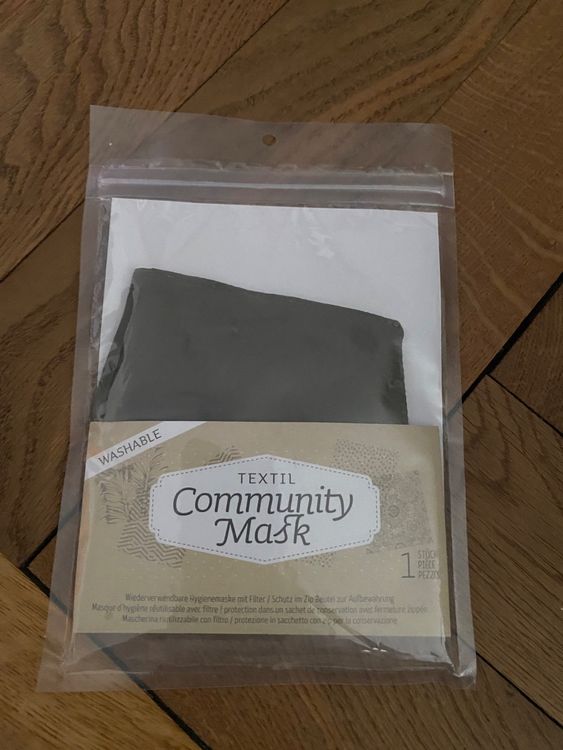 WASHABLE
TEXTIL
Community
Mask
1 STÜCK
PIÈCE
PEZZO
Wiederverwendbare Hygienemaske mit Filter / Schutz im Zip Beutel zur Aufbewahrung
Masque d'hygiène réutilisable avec filtre / protection dans un sachet de conservation avec fermeture zippée
Mascherina riutilizzabile con filtro / protezione in sacchetto con zip per la conservazione